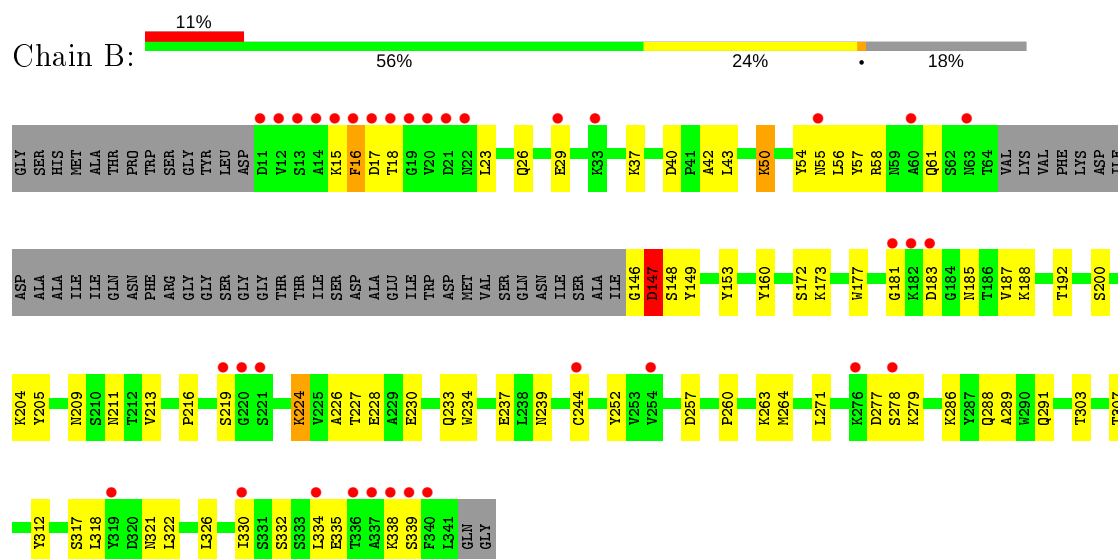 11%
Chain B:
56% 24% • 18%
GLY SER HIS MET ALA THR PRO TRP SER GLY TYR LEU ASP D11 V12 S13 A14 K15 F16 D17 T18 G19 V20 D21 N22 L23 Q26 E29 K33 K37 D40 P41 A42 L43 K50 Y54 N55 L56 Y57 R58 N59 A60 Q61 S62 N63 T64 VAL LYS VAL PHE LYS ASP ILE
ASP ALA ALA ILE ILE GLN ASN PHE ARG GLY GLY SER GLY GLY THR THR ILE SER ASP ALA GLU ILE TRP ASP MET VAL SER GLN ASN ILE SER ALA ILE G146 D147 S148 Y149 Y153 Y160 S172 K173 W177 G181 K182 D183 G184 N185 T186 V187 K188 T192 S200
K204 Y205 N209 S210 N211 T212 V213 P216 S219 G220 S221 K224 V225 A226 T227 E228 A229 E230 Q233 W234 E237 L238 N239 C244 Y252 V253 V254 D257 P260 K263 M264 L271 K276 D277 S278 K279 K286 Y287 Q288 A289 W290 Q291 T303 T307
Y312 S317 L318 Y319 D320 N321 L322 L326 I330 S331 S332 S333 L334 E335 T336 A337 K338 S339 F340 L341 GLN GLY